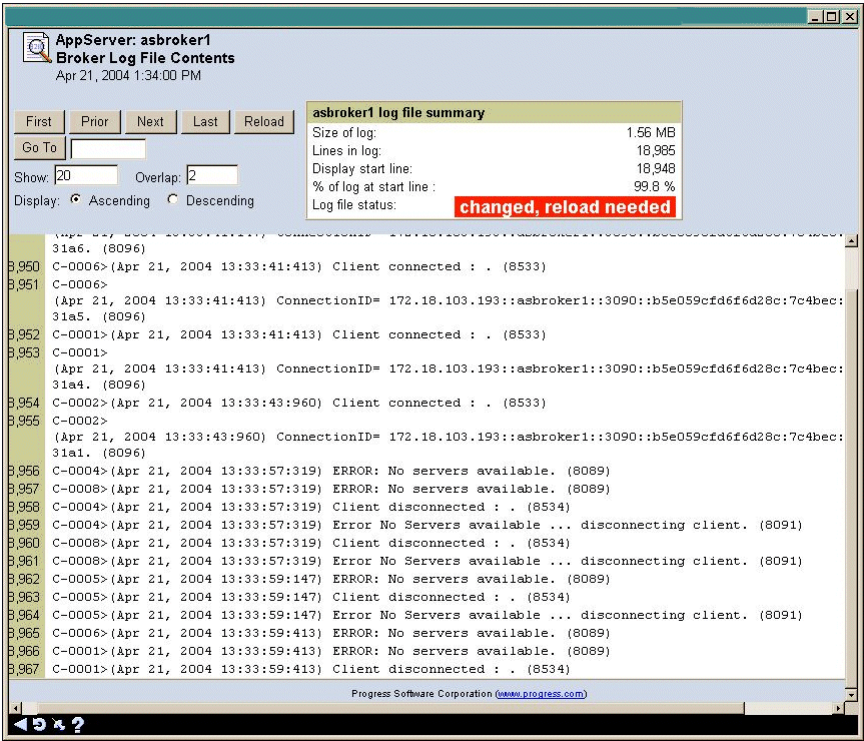 AppServer: asbroker1
Broker Log File Contents
Apr 21, 2004 1:34:00 PM
First Prior Next Last Reload
Go To
Show: 20 Overlap: 2
Display: Ascending Descending
asbroker1 log file summary
Size of log: 1.56 MB
Lines in log: 18,985
Display start line: 18,948
% of log at start line : 99.8 %
Log file status: changed, reload needed
31a6. (8096)
8,950 C-0006>(Apr 21, 2004 13:33:41:413) Client connected : . (8533)
8,951 C-0006>
(Apr 21, 2004 13:33:41:413) ConnectionID= 172.18.103.193::asbroker1::3090::b5e059cfd6f6d28c:7c4bec:
31a5. (8096)
8,952 C-0001>(Apr 21, 2004 13:33:41:413) Client connected : . (8533)
8,953 C-0001>
(Apr 21, 2004 13:33:41:413) ConnectionID= 172.18.103.193::asbroker1::3090::b5e059cfd6f6d28c:7c4bec:
31a4. (8096)
8,954 C-0002>(Apr 21, 2004 13:33:43:960) Client connected : . (8533)
8,955 C-0002>
(Apr 21, 2004 13:33:43:960) ConnectionID= 172.18.103.193::asbroker1::3090::b5e059cfd6f6d28c:7c4bec:
31a1. (8096)
8,956 C-0004>(Apr 21, 2004 13:33:57:319) ERROR: No servers available. (8089)
8,957 C-0008>(Apr 21, 2004 13:33:57:319) ERROR: No servers available. (8089)
8,958 C-0004>(Apr 21, 2004 13:33:57:319) Client disconnected : . (8534)
8,959 C-0004>(Apr 21, 2004 13:33:57:319) Error No Servers available ... disconnecting client. (8091)
8,960 C-0008>(Apr 21, 2004 13:33:57:319) Client disconnected : . (8534)
8,961 C-0008>(Apr 21, 2004 13:33:57:319) Error No Servers available ... disconnecting client. (8091)
8,962 C-0005>(Apr 21, 2004 13:33:59:147) ERROR: No servers available. (8089)
8,963 C-0005>(Apr 21, 2004 13:33:59:147) Client disconnected : . (8534)
8,964 C-0005>(Apr 21, 2004 13:33:59:147) Error No Servers available ... disconnecting client. (8091)
8,965 C-0006>(Apr 21, 2004 13:33:59:413) ERROR: No servers available. (8089)
8,966 C-0001>(Apr 21, 2004 13:33:59:413) ERROR: No servers available. (8089)
8,967 C-0001>(Apr 21, 2004 13:33:59:413) Client disconnected : . (8534)
Progress Software Corporation (www.progress.com)